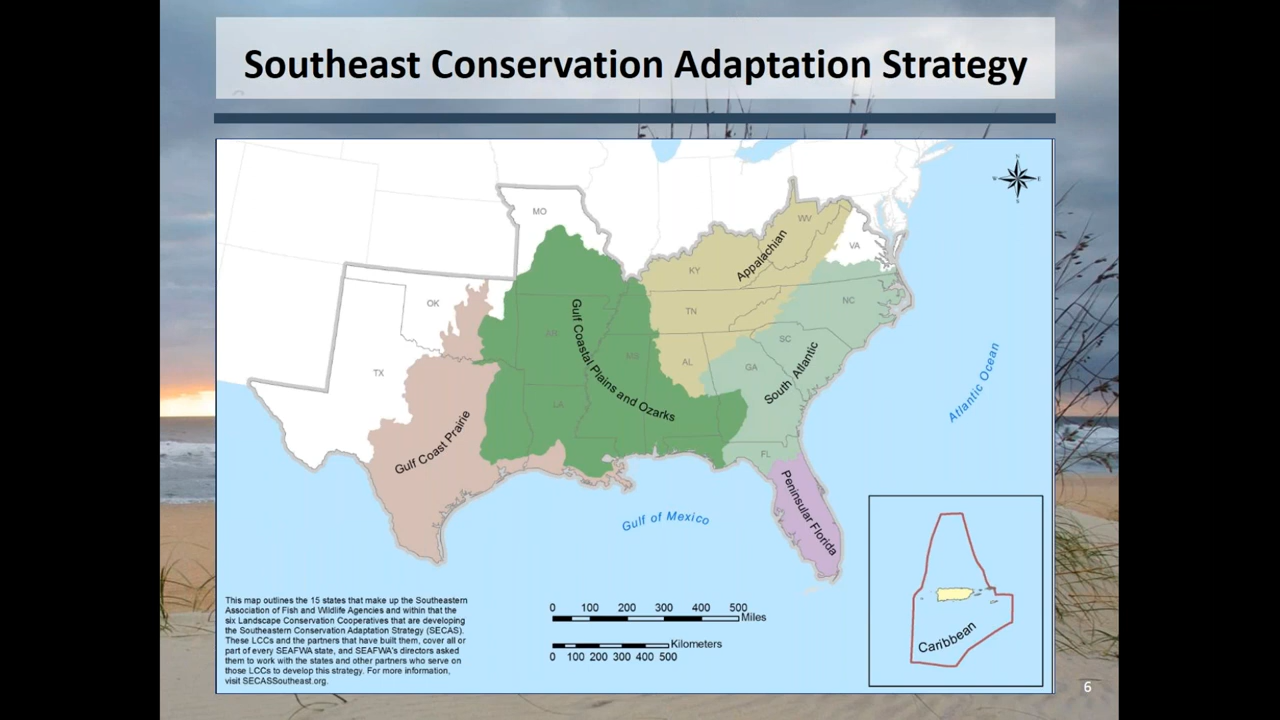 Southeast Conservation Adaptation Strategy
N
W E
S
MO
WV
VA
KY
Appalachian
OK
TN
NC
AR
MS
SC
TX
AL
GA
LA
Gulf Coastal Plains and Ozarks
South Atlantic
Atlantic Ocean
Gulf Coast Prairie
FL
Peninsular Florida
Gulf of Mexico
Caribbean
This map outlines the 15 states that make up the Southeastern
Association of Fish and Wildlife Agencies and within that the
six Landscape Conservation Cooperatives that are developing
the Southeastern Conservation Adaptation Strategy (SECAS).
These LCCs and the partners that have built them, cover all or
part of every SEAFWA state, and SEAFWA's directors asked
them to work with the states and other partners who serve on
those LCCs to develop this strategy. For more information,
visit SECASSoutheast.org.
0 100 200 300 400 500
Miles
Kilometers
0 100 200 300 400 500
6